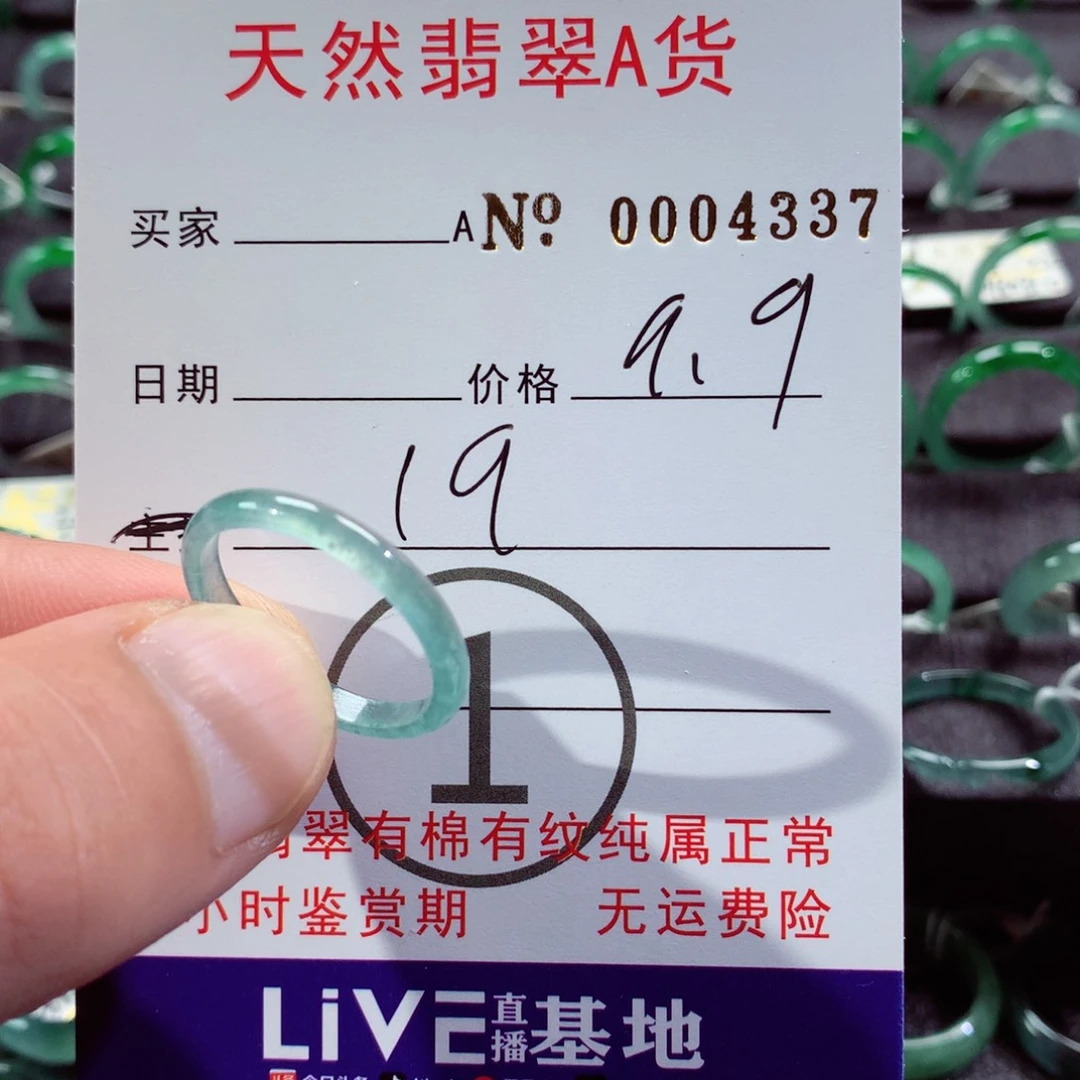 天然翡翠A货
买家 A Nº 0004337
日期 价格 9.9
19
①
翠有棉有纹纯属正常
小时鉴赏期 无运费险
LiVE直播基地